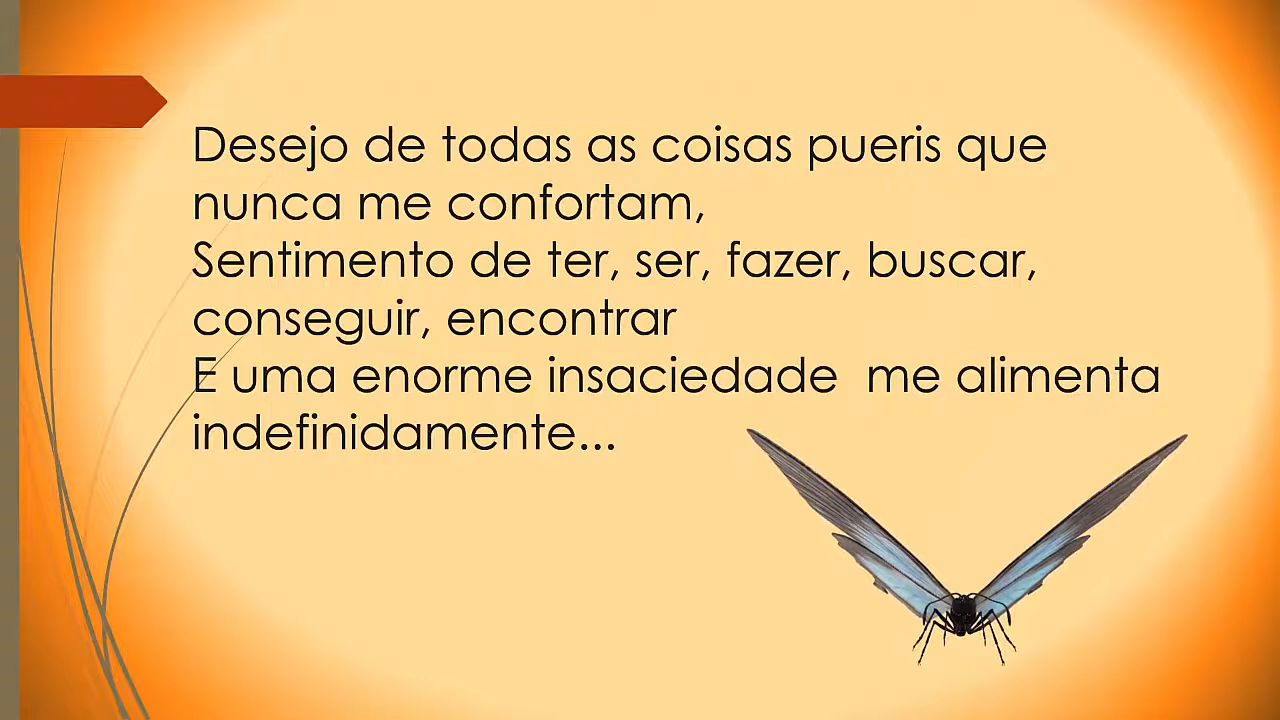 Desejo de todas as coisas pueris que
nunca me confortam,
Sentimento de ter, ser, fazer, buscar,
conseguir, encontrar
E uma enorme insaciedade  me alimenta
indefinidamente...